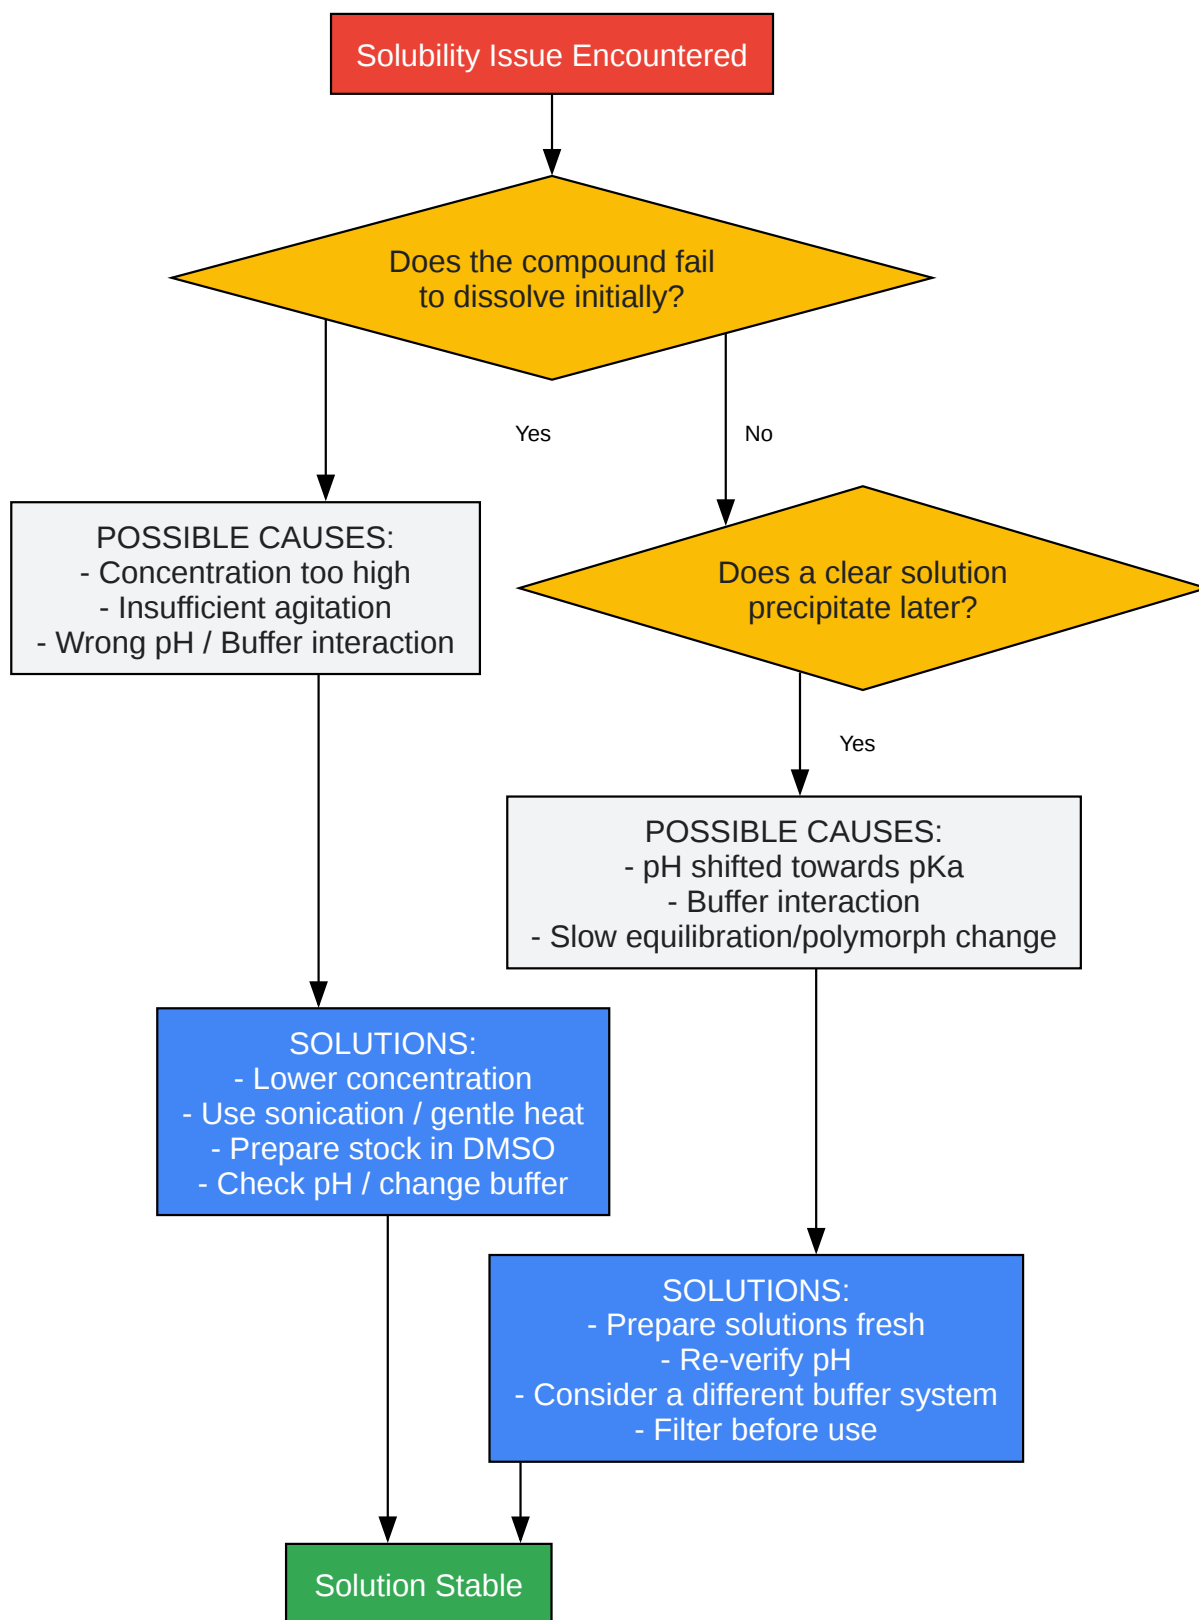 Solubility Issue Encountered
Does the compound fail
to dissolve initially?
Yes
No
POSSIBLE CAUSES:
- Concentration too high
- Insufficient agitation
- Wrong pH / Buffer interaction
Does a clear solution
precipitate later?
Yes
POSSIBLE CAUSES:
- pH shifted towards pKa
- Buffer interaction
- Slow equilibration/polymorph change
SOLUTIONS:
- Lower concentration
- Use sonication / gentle heat
- Prepare stock in DMSO
- Check pH / change buffer
SOLUTIONS:
- Prepare solutions fresh
- Re-verify pH
- Consider a different buffer system
- Filter before use
Solution Stable